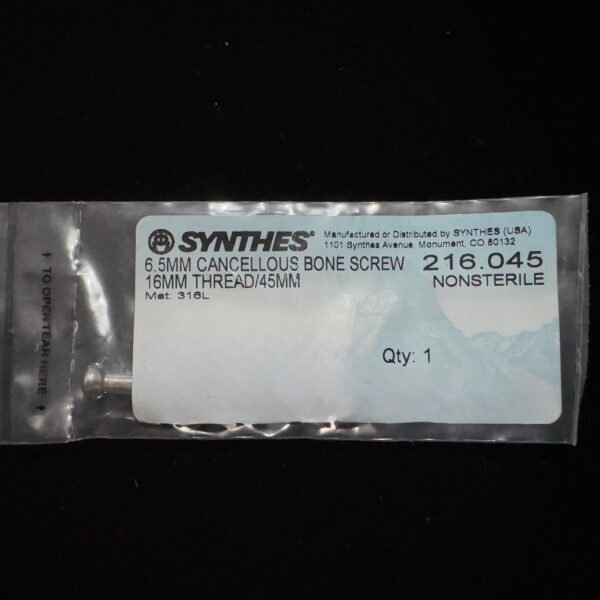 SYNTHES®
Manufactured or Distributed by SYNTHES (USA)
1101 Synthes Avenue, Monument, CO 80132
6.5MM CANCELLOUS BONE SCREW 216.045
16MM THREAD/45MM NONSTERILE
Mat: 316L
Qty: 1
TO OPEN TEAR HERE